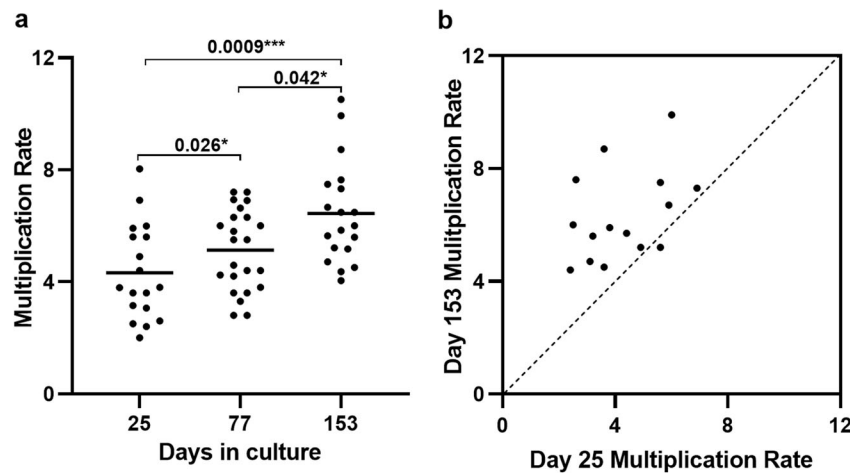 a
0.0009***
0.042*
0.026*
12
8
4
0
Multiplication Rate
25 77 153
Days in culture
b
12
8
4
0
Day 153 Mulitplication Rate
0 4 8 12
Day 25 Multiplication Rate